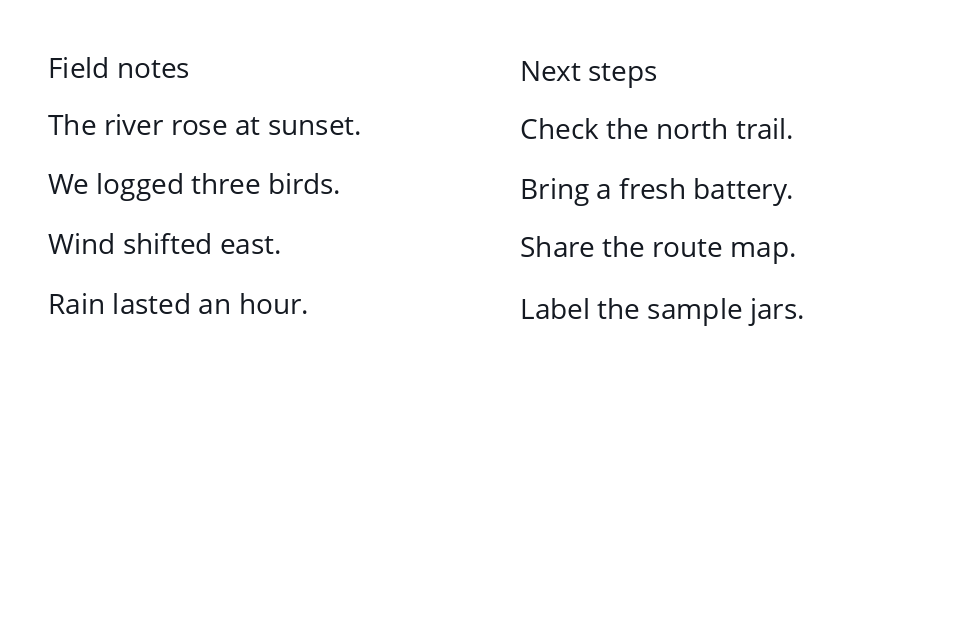 Field notes
The river rose at sunset.
We logged three birds.
Wind shifted east.
Rain lasted an hour.
Next steps
Check the north trail.
Bring a fresh battery.
Share the route map.
Label the sample jars.